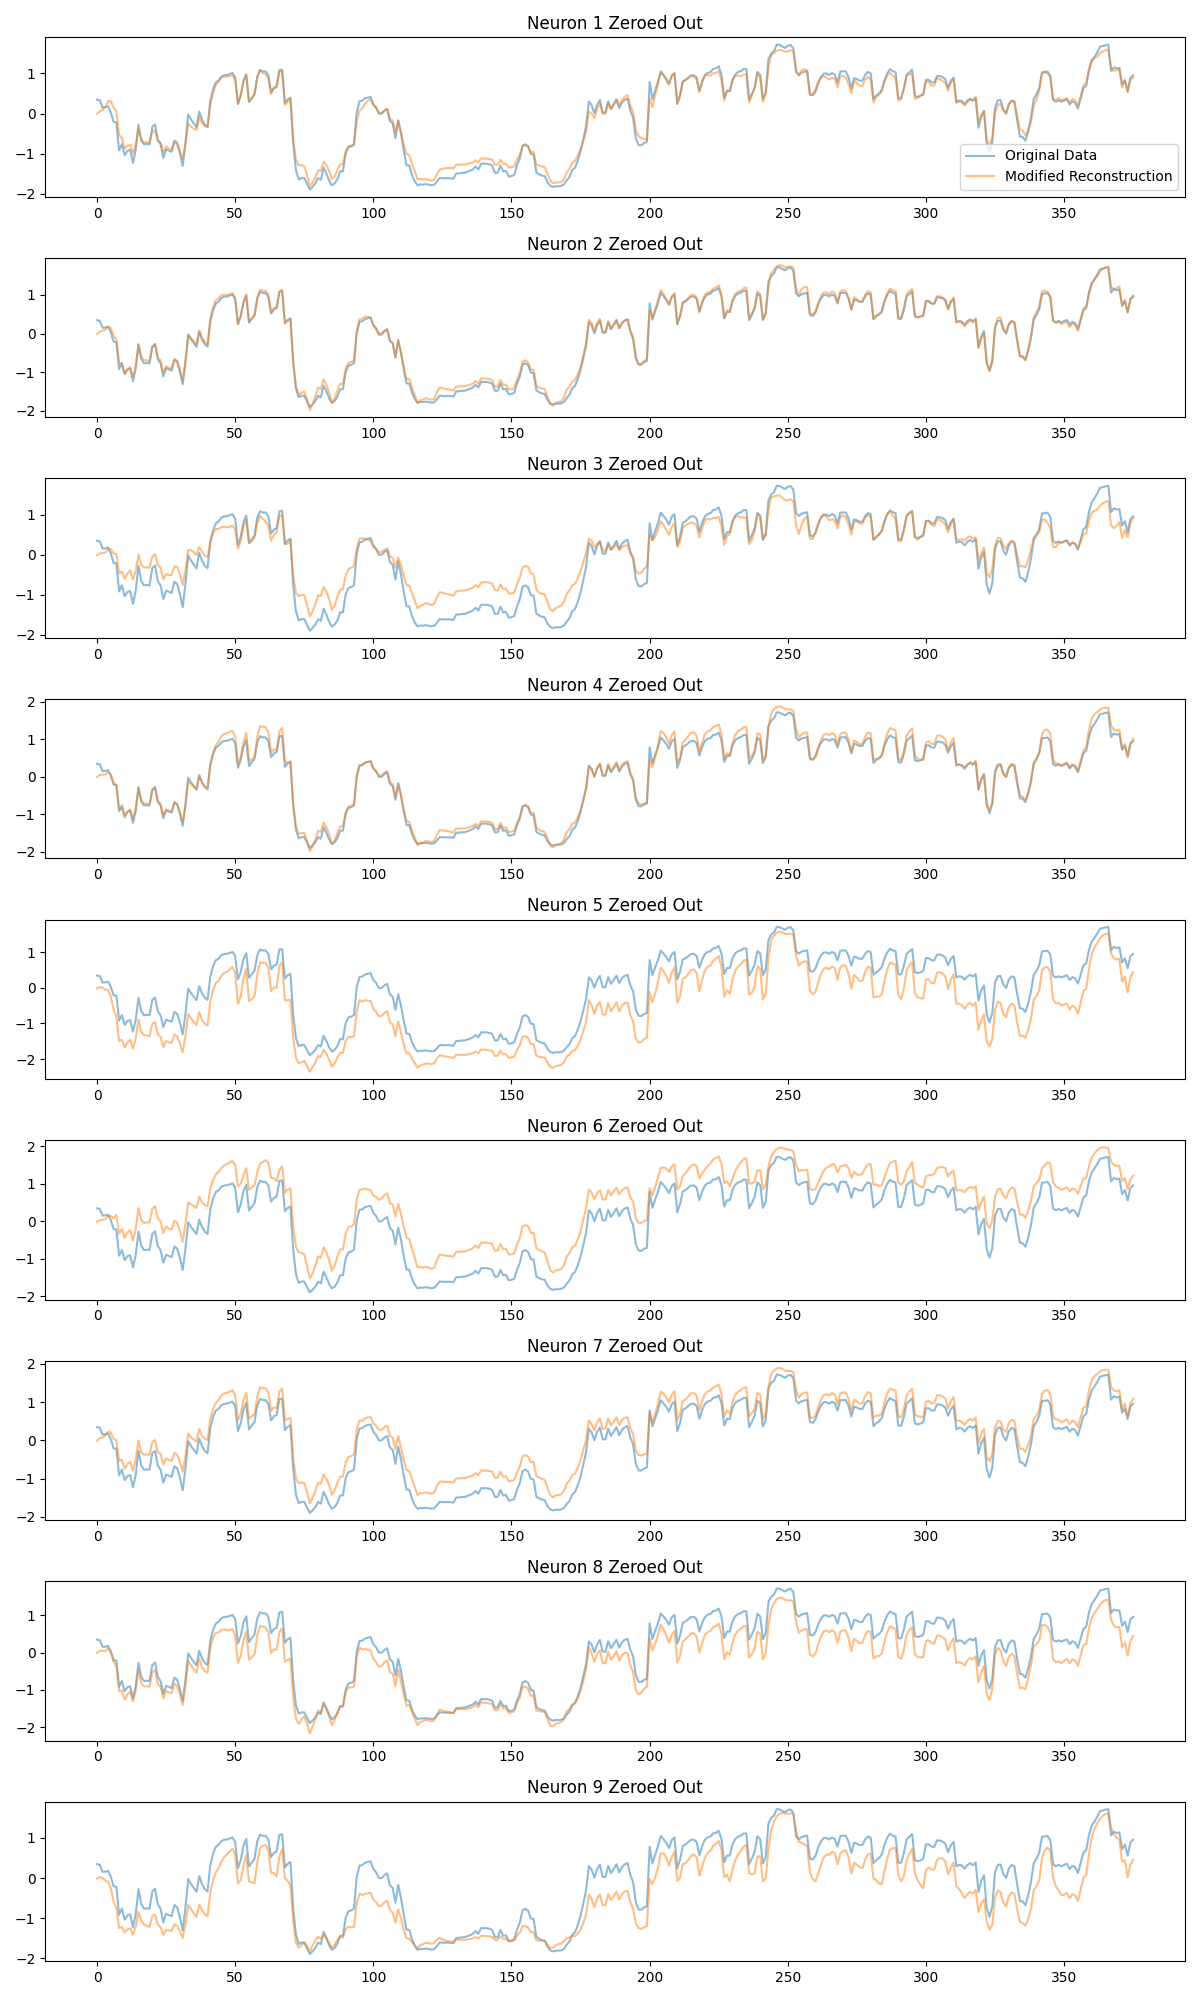 Neuron 1 Zeroed Out
1
0
−1
−2
Original Data
Modified Reconstruction
0 50 100 150 200 250 300 350
Neuron 2 Zeroed Out
1
0
−1
−2
0 50 100 150 200 250 300 350
Neuron 3 Zeroed Out
1
0
−1
−2
0 50 100 150 200 250 300 350
Neuron 4 Zeroed Out
2
1
0
−1
−2
0 50 100 150 200 250 300 350
Neuron 5 Zeroed Out
1
0
−1
−2
0 50 100 150 200 250 300 350
Neuron 6 Zeroed Out
2
1
0
−1
−2
0 50 100 150 200 250 300 350
Neuron 7 Zeroed Out
2
1
0
−1
−2
0 50 100 150 200 250 300 350
Neuron 8 Zeroed Out
1
0
−1
−2
0 50 100 150 200 250 300 350
Neuron 9 Zeroed Out
1
0
−1
−2
0 50 100 150 200 250 300 350